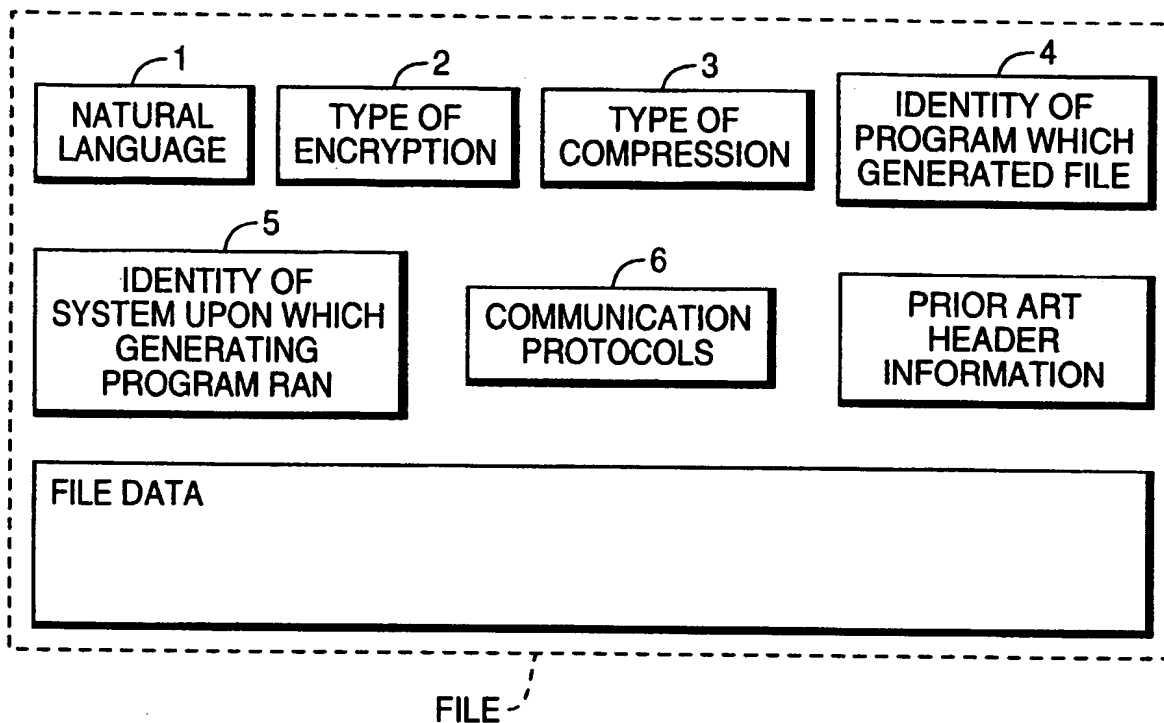 1
NATURAL
LANGUAGE
2
TYPE OF
ENCRYPTION
3
TYPE OF
COMPRESSION
4
IDENTITY OF
PROGRAM WHICH
GENERATED FILE
5
IDENTITY OF
SYSTEM UPON WHICH
GENERATING
PROGRAM RAN
6
COMMUNICATION
PROTOCOLS
PRIOR ART
HEADER
INFORMATION
FILE DATA
FILE